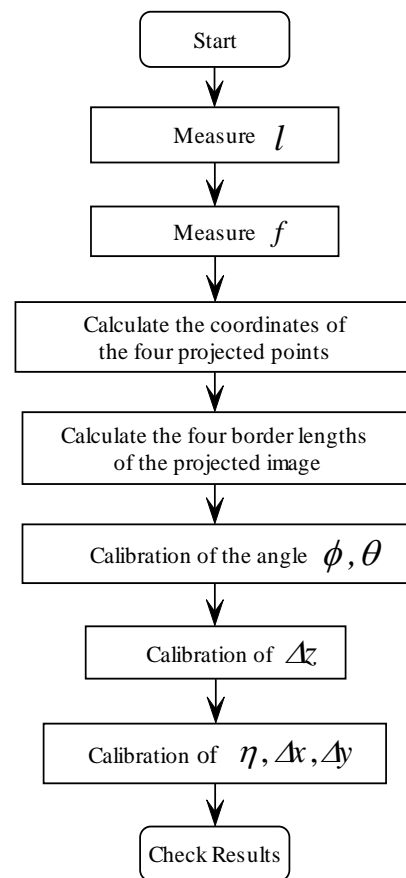 Start
Measure l
Measure f
Calculate the coordinates of
the four projected points
Calculate the four border lengths
of the projected image
Calibration of the angle ϕ, θ
Calibration of Δz
Calibration of η, Δx, Δy
Check Results